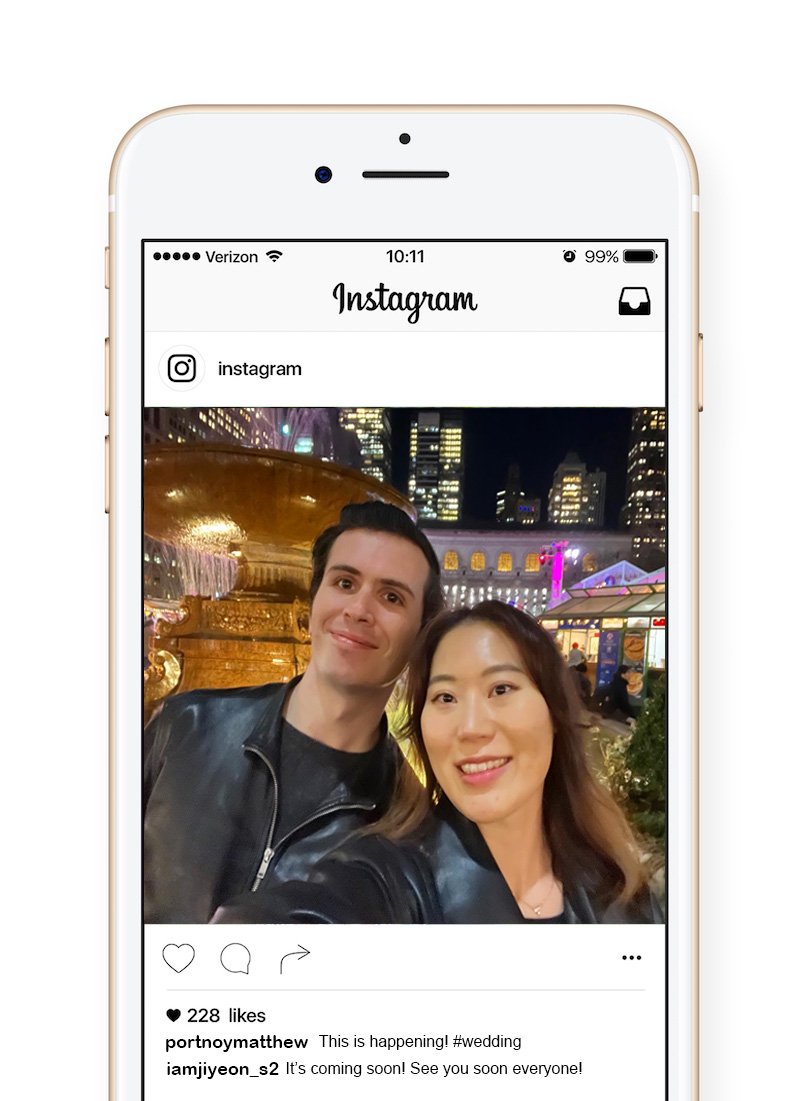 Verizon 10:11 99%
Instagram
instagram
228 likes
portnoymatthew This is happening! #wedding
iamjiyeon_s2 It's coming soon! See you soon everyone!